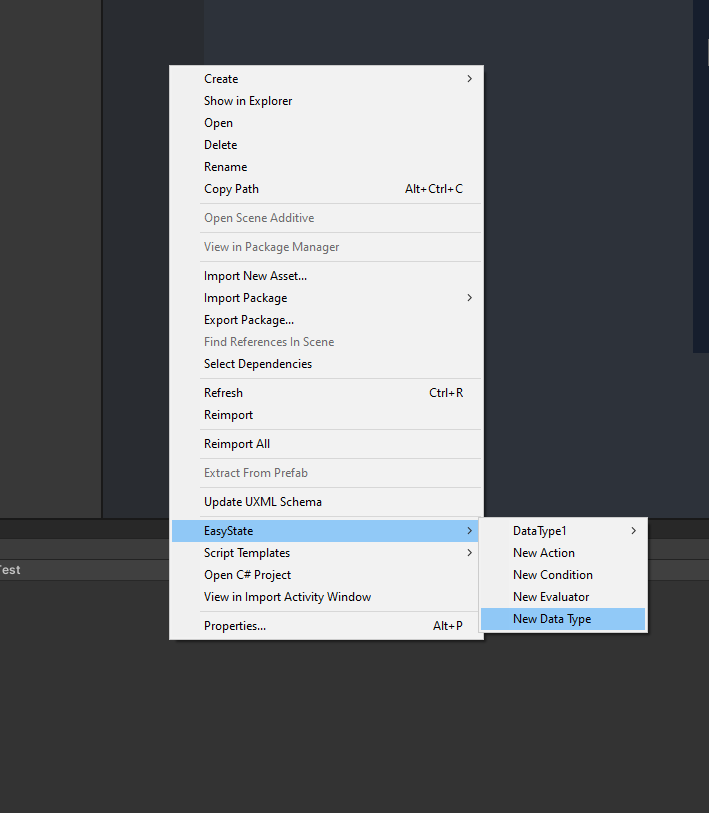 Create
Show in Explorer
Open
Delete
Rename
Copy Path Alt+Ctrl+C
Open Scene Additive
View in Package Manager
Import New Asset...
Import Package
Export Package...
Find References In Scene
Select Dependencies
Refresh Ctrl+R
Reimport
Reimport All
Extract From Prefab
Update UXML Schema
EasyState
Script Templates
Open C# Project
View in Import Activity Window
Properties... Alt+P
DataType1
New Action
New Condition
New Evaluator
New Data Type